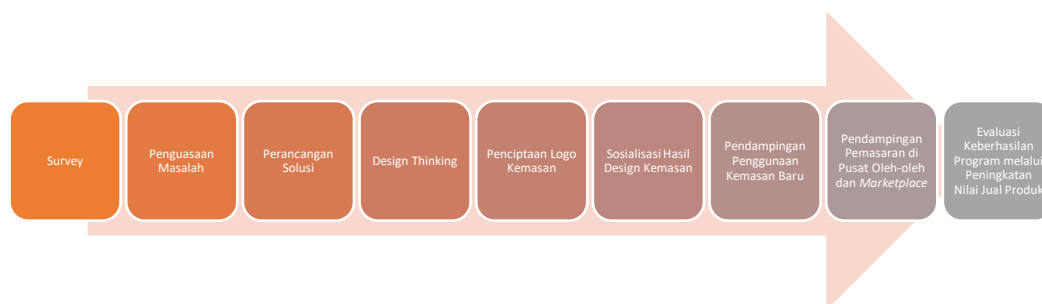 Survey
Penguasaan
Masalah
Perancangan
Solusi
Design Thinking
Penciptaan Logo
Kemasan
Sosialisasi Hasil
Design Kemasan
Pendampingan
Penggunaan
Kemasan Baru
Pendampingan
Pemasaran di
Pusat Oleh-oleh
dan Marketplace
Evaluasi
Keberhasilan
Program melalui
Peningkatan
Nilai Jual Produk